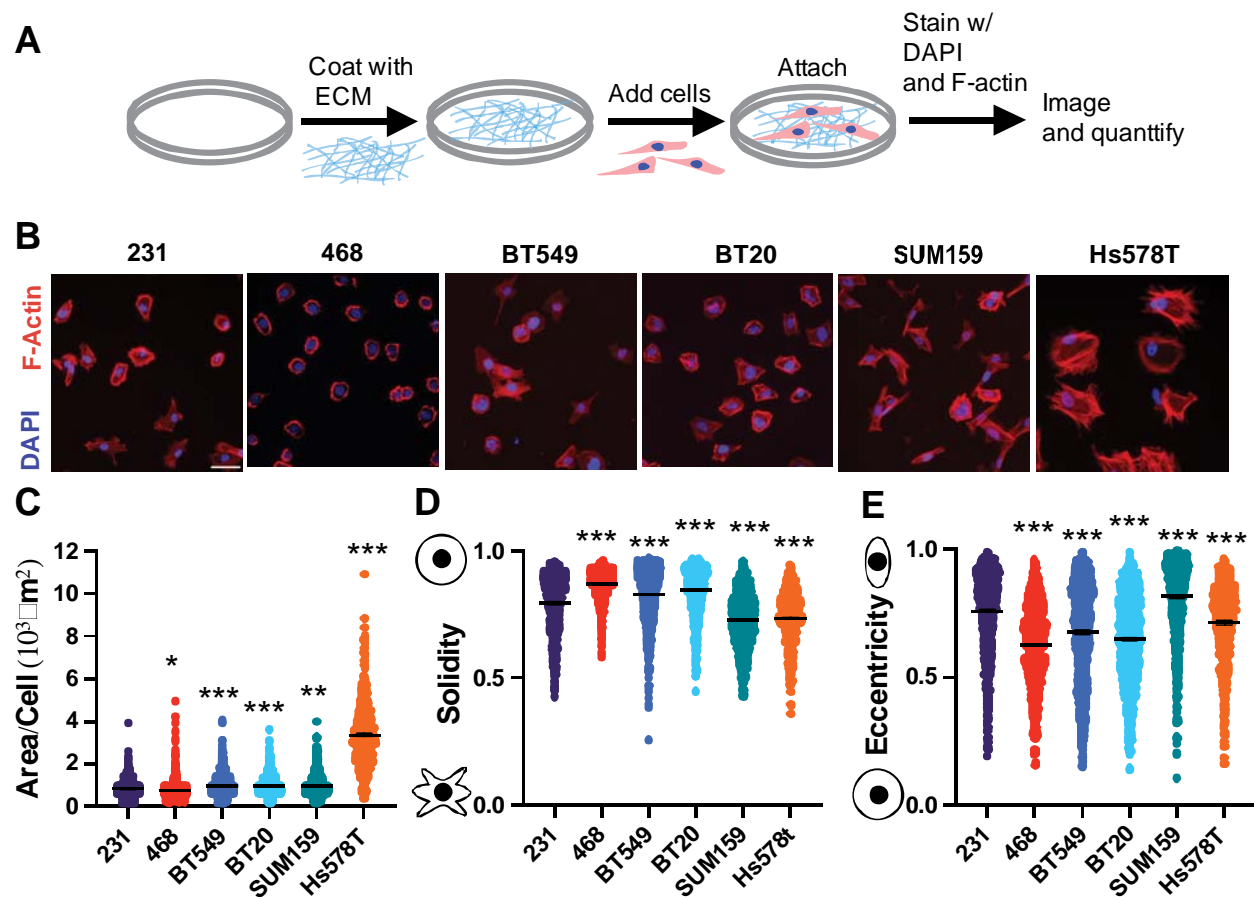 A
Coat with
ECM
Add cells
Attach
Stain w/
DAPI
and F-actin
Image
and quanttify
B
231
468
BT549
BT20
SUM159
Hs578T
DAPI F-Actin
C
Area/Cell (10³□m²)
12
10
8
6
4
2
0
*
***
***
**
***
231
468
BT549
BT20
SUM159
Hs578T
D
Solidity
1.0
0.5
0.0
***
***
***
***
***
231
468
BT549
BT20
SUM159
Hs578t
E
Eccentricity
1.0
0.5
0.0
***
***
***
***
***
231
468
BT549
BT20
SUM159
Hs578T